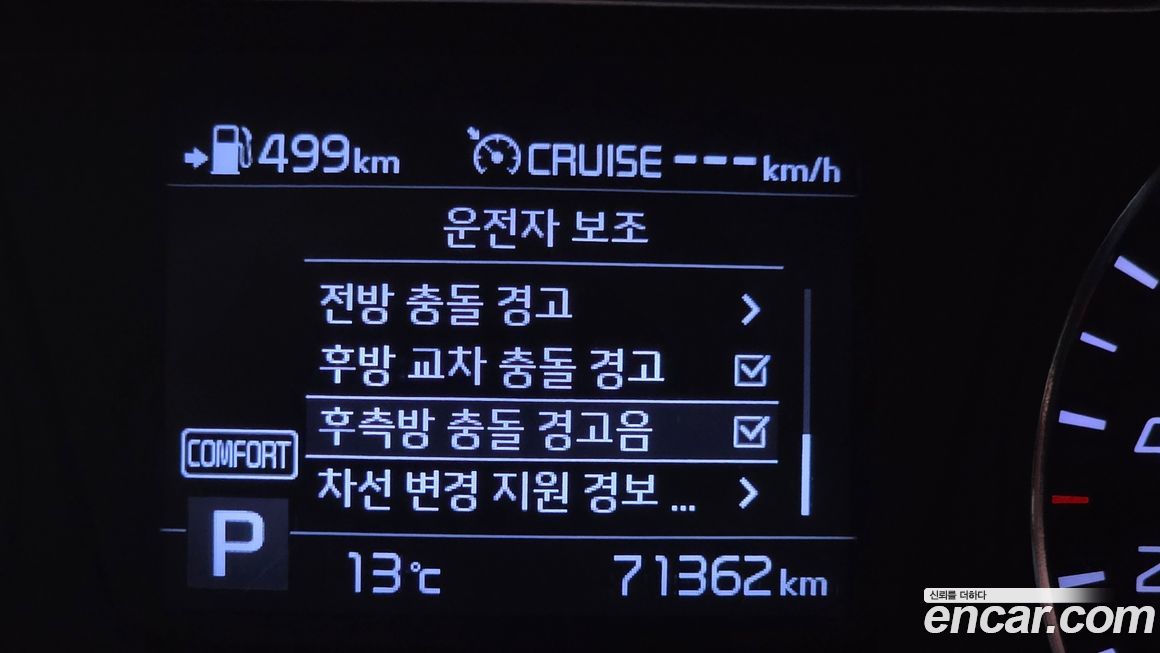 499km CRUISE ---km/h
운전자 보조
전방 충돌 경고
후방 교차 충돌 경고
후측방 충돌 경고음
차선 변경 지원 경보 ...
COMFORT
P
13℃ 71362km
신뢰를 더하다
encar.com